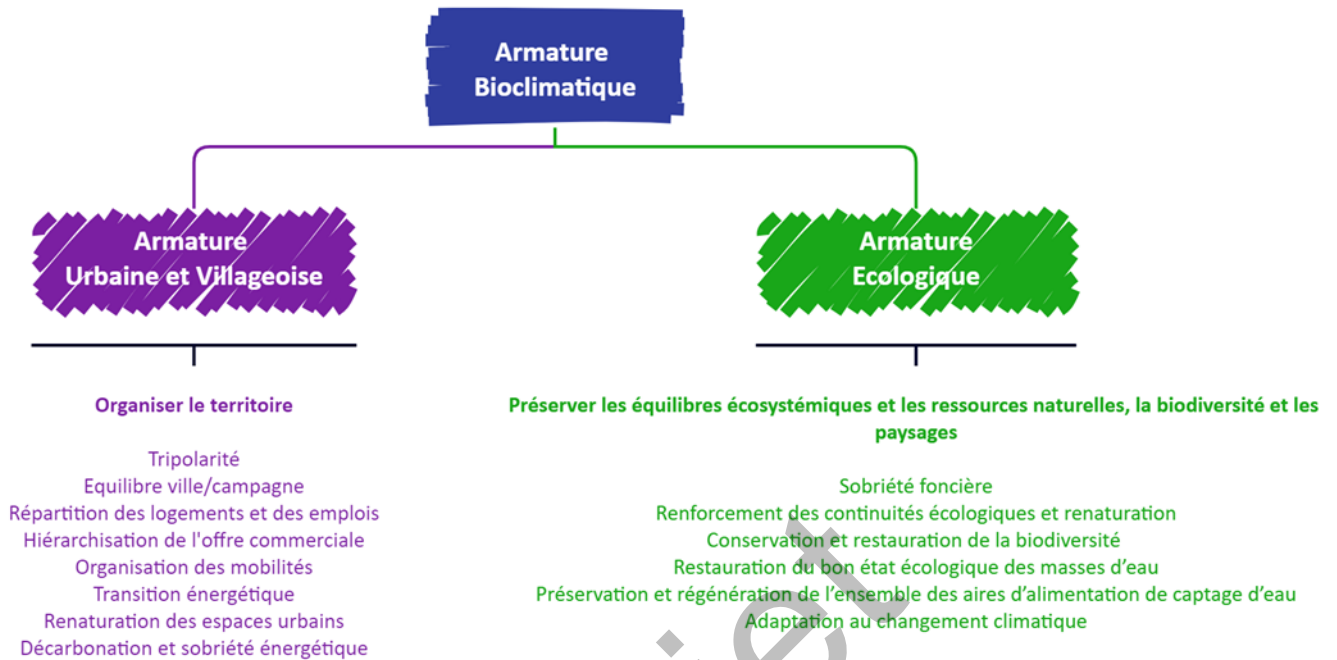 Armature
Bioclimatique
Armature
Urbaine et Villageoise
Armature
Ecologique
Organiser le territoire
Tripolarité
Equilibre ville/campagne
Répartition des logements et des emplois
Hiérarchisation de l'offre commerciale
Organisation des mobilités
Transition énergétique
Renaturation des espaces urbains
Décarbonation et sobriété énergétique
Préserver les équilibres écosystémiques et les ressources naturelles, la biodiversité et les
paysages
Sobriété foncière
Renforcement des continuités écologiques et renaturation
Conservation et restauration de la biodiversité
Restauration du bon état écologique des masses d’eau
Préservation et régénération de l’ensemble des aires d’alimentation de captage d’eau
Adaptation au changement climatique